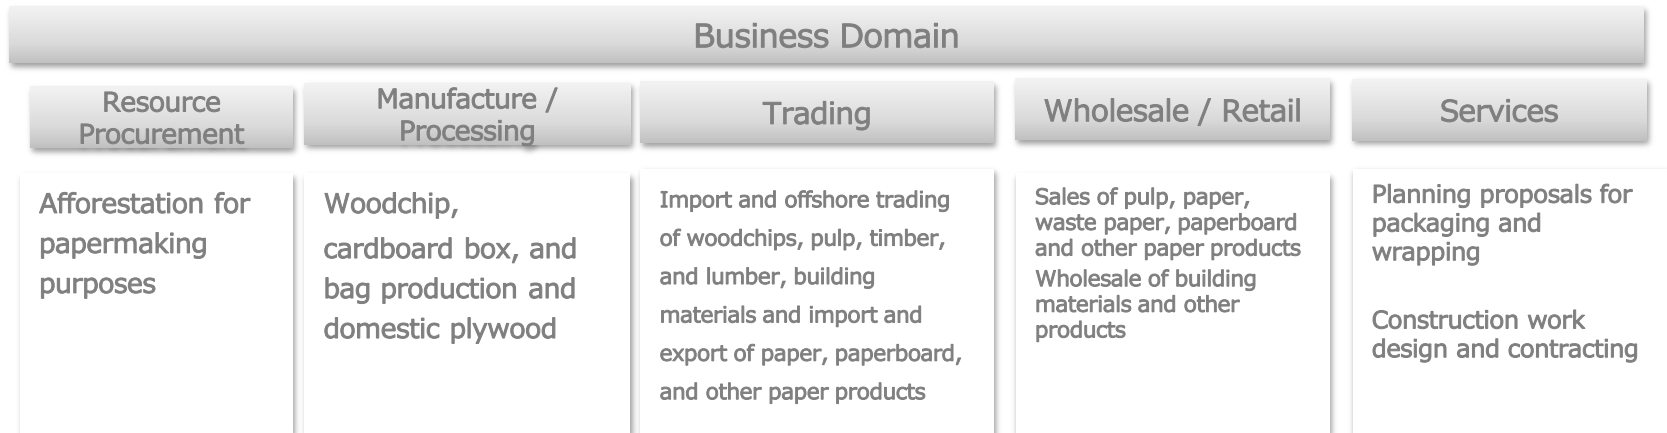 Business Domain
Resource
Procurement
Manufacture /
Processing
Trading
Wholesale / Retail
Services
Afforestation for
papermaking
purposes
Woodchip,
cardboard box, and
bag production and
domestic plywood
Import and offshore trading
of woodchips, pulp, timber,
and lumber, building
materials and import and
export of paper, paperboard,
and other paper products
Sales of pulp, paper,
waste paper, paperboard
and other paper products
Wholesale of building
materials and other
products
Planning proposals for
packaging and
wrapping
Construction work
design and contracting